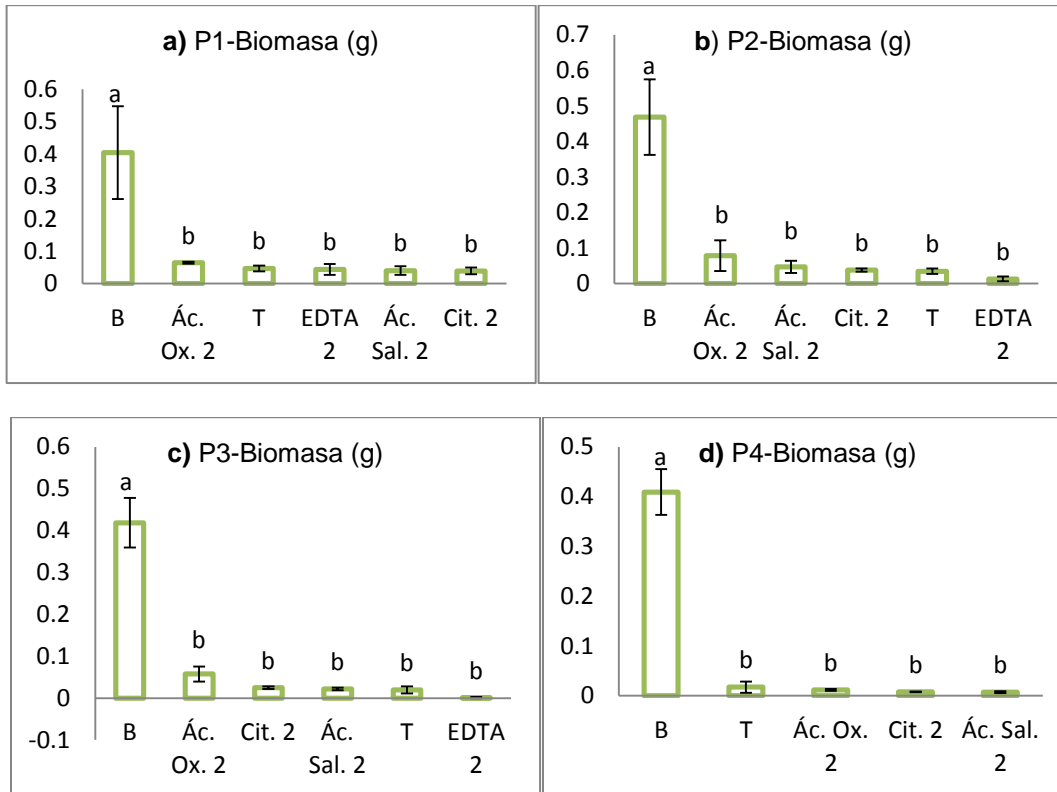 a) P1-Biomasa (g)
0.6
0.5
0.4
0.3
0.2
0.1
0
a
b
b
b
b
b
B
Ác. Ox. 2
T
EDTA 2
Ác. Sal. 2
Cit. 2
b) P2-Biomasa (g)
0.7
0.6
0.5
0.4
0.3
0.2
0.1
0
a
b
b
b
b
b
B
Ác. Ox. 2
Ác. Sal. 2
Cit. 2
T
EDTA 2
c) P3-Biomasa (g)
0.6
0.5
0.4
0.3
0.2
0.1
0
-0.1
a
b
b
b
b
b
B
Ác. Ox. 2
Cit. 2
Ác. Sal. 2
T
EDTA 2
d) P4-Biomasa (g)
0.5
0.4
0.3
0.2
0.1
0
a
b
b
b
b
B
T
Ác. Ox. 2
Cit. 2
Ác. Sal. 2